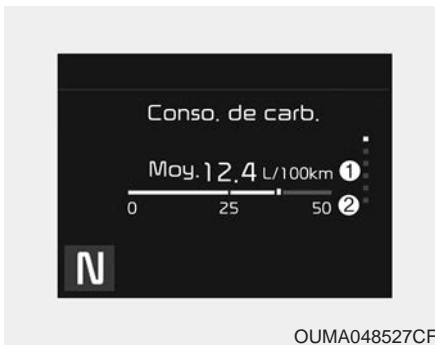 Conso. de carb.
Moy. 12.4 L/100km ①
0 25 50 ②
N
OUMA048527CF